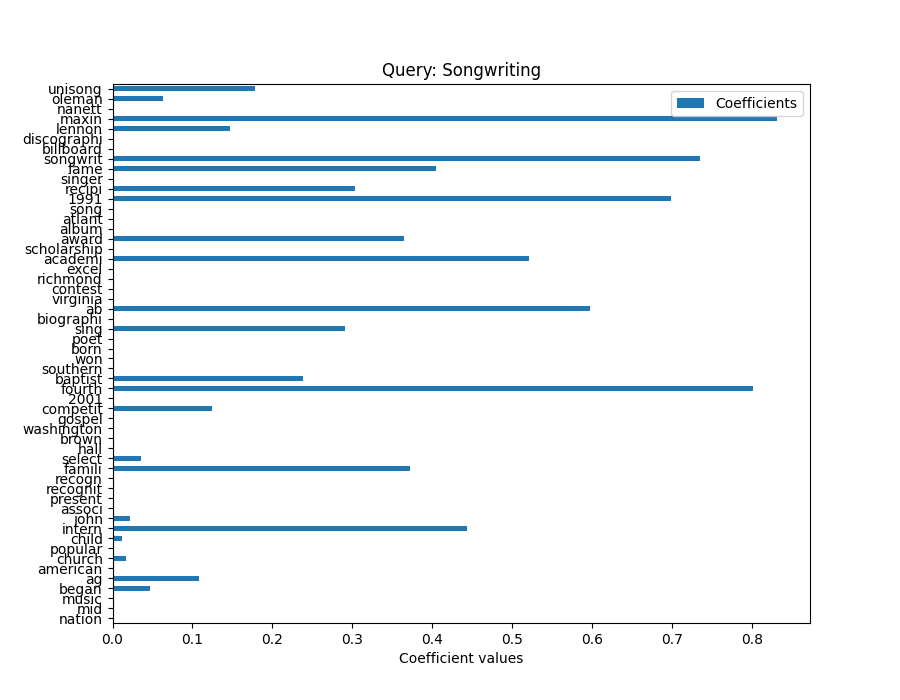 Query: Songwriting
Coefficients
unisong
oleman
nanett
maxin
lennon
discographi
billboard
songwrit
fame
singer
recipi
1991
song
atlant
album
award
scholarship
academi
excel
richmond
contest
virginia
ab
biographi
sing
poet
born
won
southern
baptist
fourth
2001
competit
gospel
washington
brown
hall
select
famili
recogn
recognit
present
associ
john
intern
child
popular
church
american
ag
began
music
mid
nation
0.0 0.1 0.2 0.3 0.4 0.5 0.6 0.7 0.8
Coefficient values